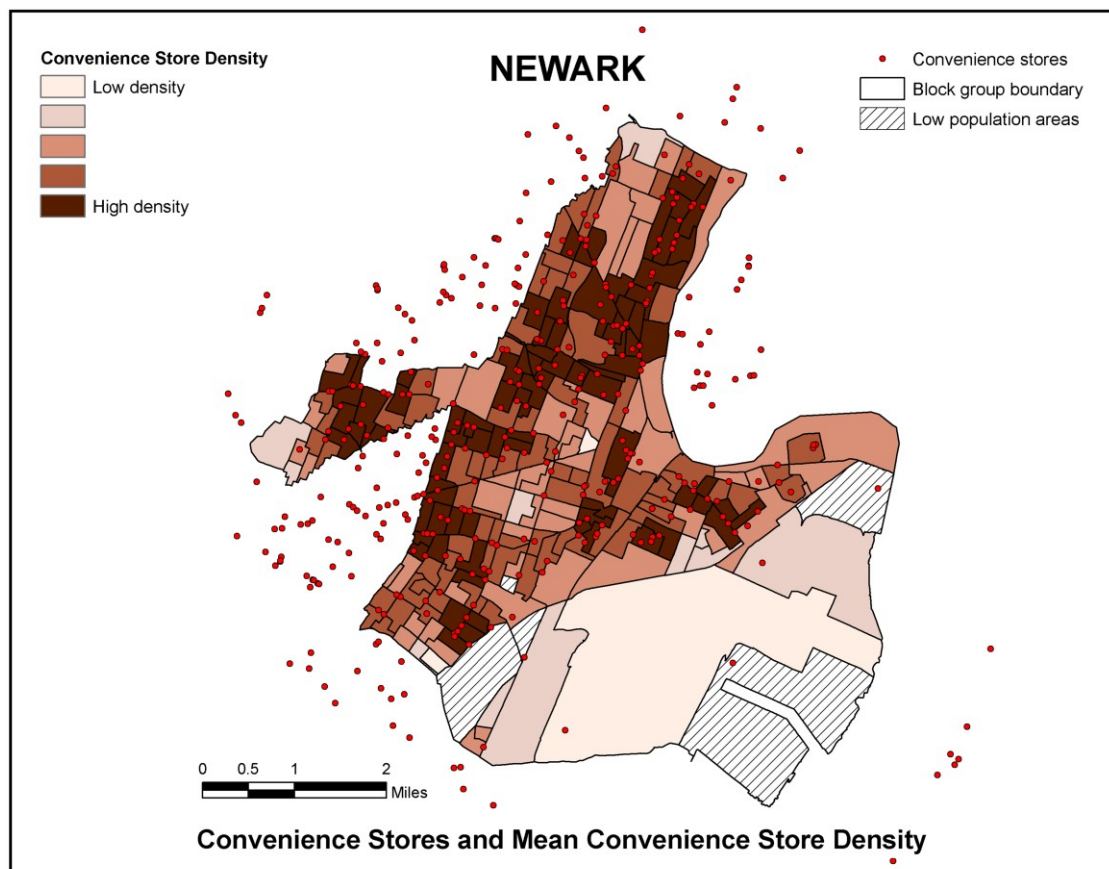 NEWARK
Convenience Store Density
Low density
High density
Convenience stores
Block group boundary
Low population areas
0 0.5 1 2
Miles
Convenience Stores and Mean Convenience Store Density